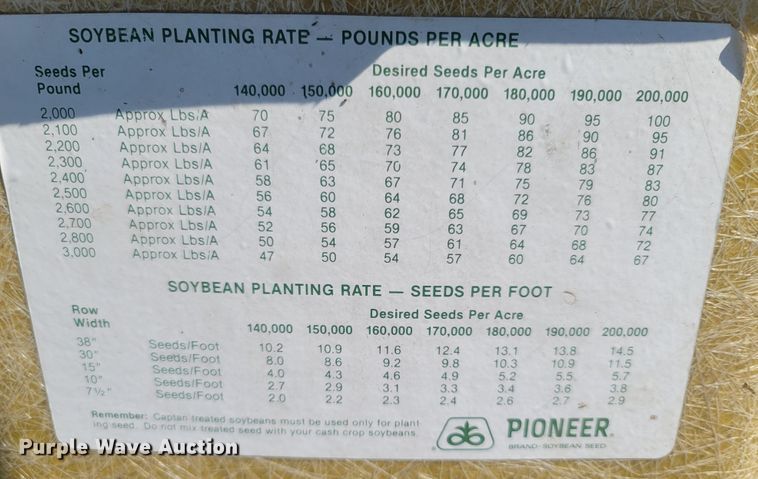 SOYBEAN PLANTING RATE — POUNDS PER ACRE
Seeds Per Pound Desired Seeds Per Acre
140,000 150,000 160,000 170,000 180,000 190,000 200,000
2,000 Approx Lbs/A 70 75 80 85 90 95 100
2,100 Approx Lbs/A 67 72 76 81 86 90 95
2,200 Approx Lbs/A 64 68 73 77 82 86 91
2,300 Approx Lbs/A 61 65 70 74 78 83 87
2,400 Approx Lbs/A 58 63 67 71 75 79 83
2,500 Approx Lbs/A 56 60 64 68 72 76 80
2,600 Approx Lbs/A 54 58 62 65 69 73 77
2,700 Approx Lbs/A 52 56 59 63 67 70 74
2,800 Approx Lbs/A 50 54 57 61 64 68 72
3,000 Approx Lbs/A 47 50 54 57 60 64 67
SOYBEAN PLANTING RATE — SEEDS PER FOOT
Row Width Desired Seeds Per Acre
140,000 150,000 160,000 170,000 180,000 190,000 200,000
38" Seeds/Foot 10.2 10.9 11.6 12.4 13.1 13.8 14.5
30" Seeds/Foot 8.0 8.6 9.2 9.8 10.3 10.9 11.5
15" Seeds/Foot 4.0 4.3 4.6 4.9 5.2 5.5 5.7
10" Seeds/Foot 2.7 2.9 3.1 3.3 3.4 3.6 3.8
7½" Seeds/Foot 2.0 2.2 2.3 2.4 2.6 2.7 2.9
Remember: Captan treated soybeans must be used only for plant-
ing seed. Do not mix treated seed with your cash crop soybeans.
PIONEER
BRAND · SOYBEAN SEED
Purple Wave Auction